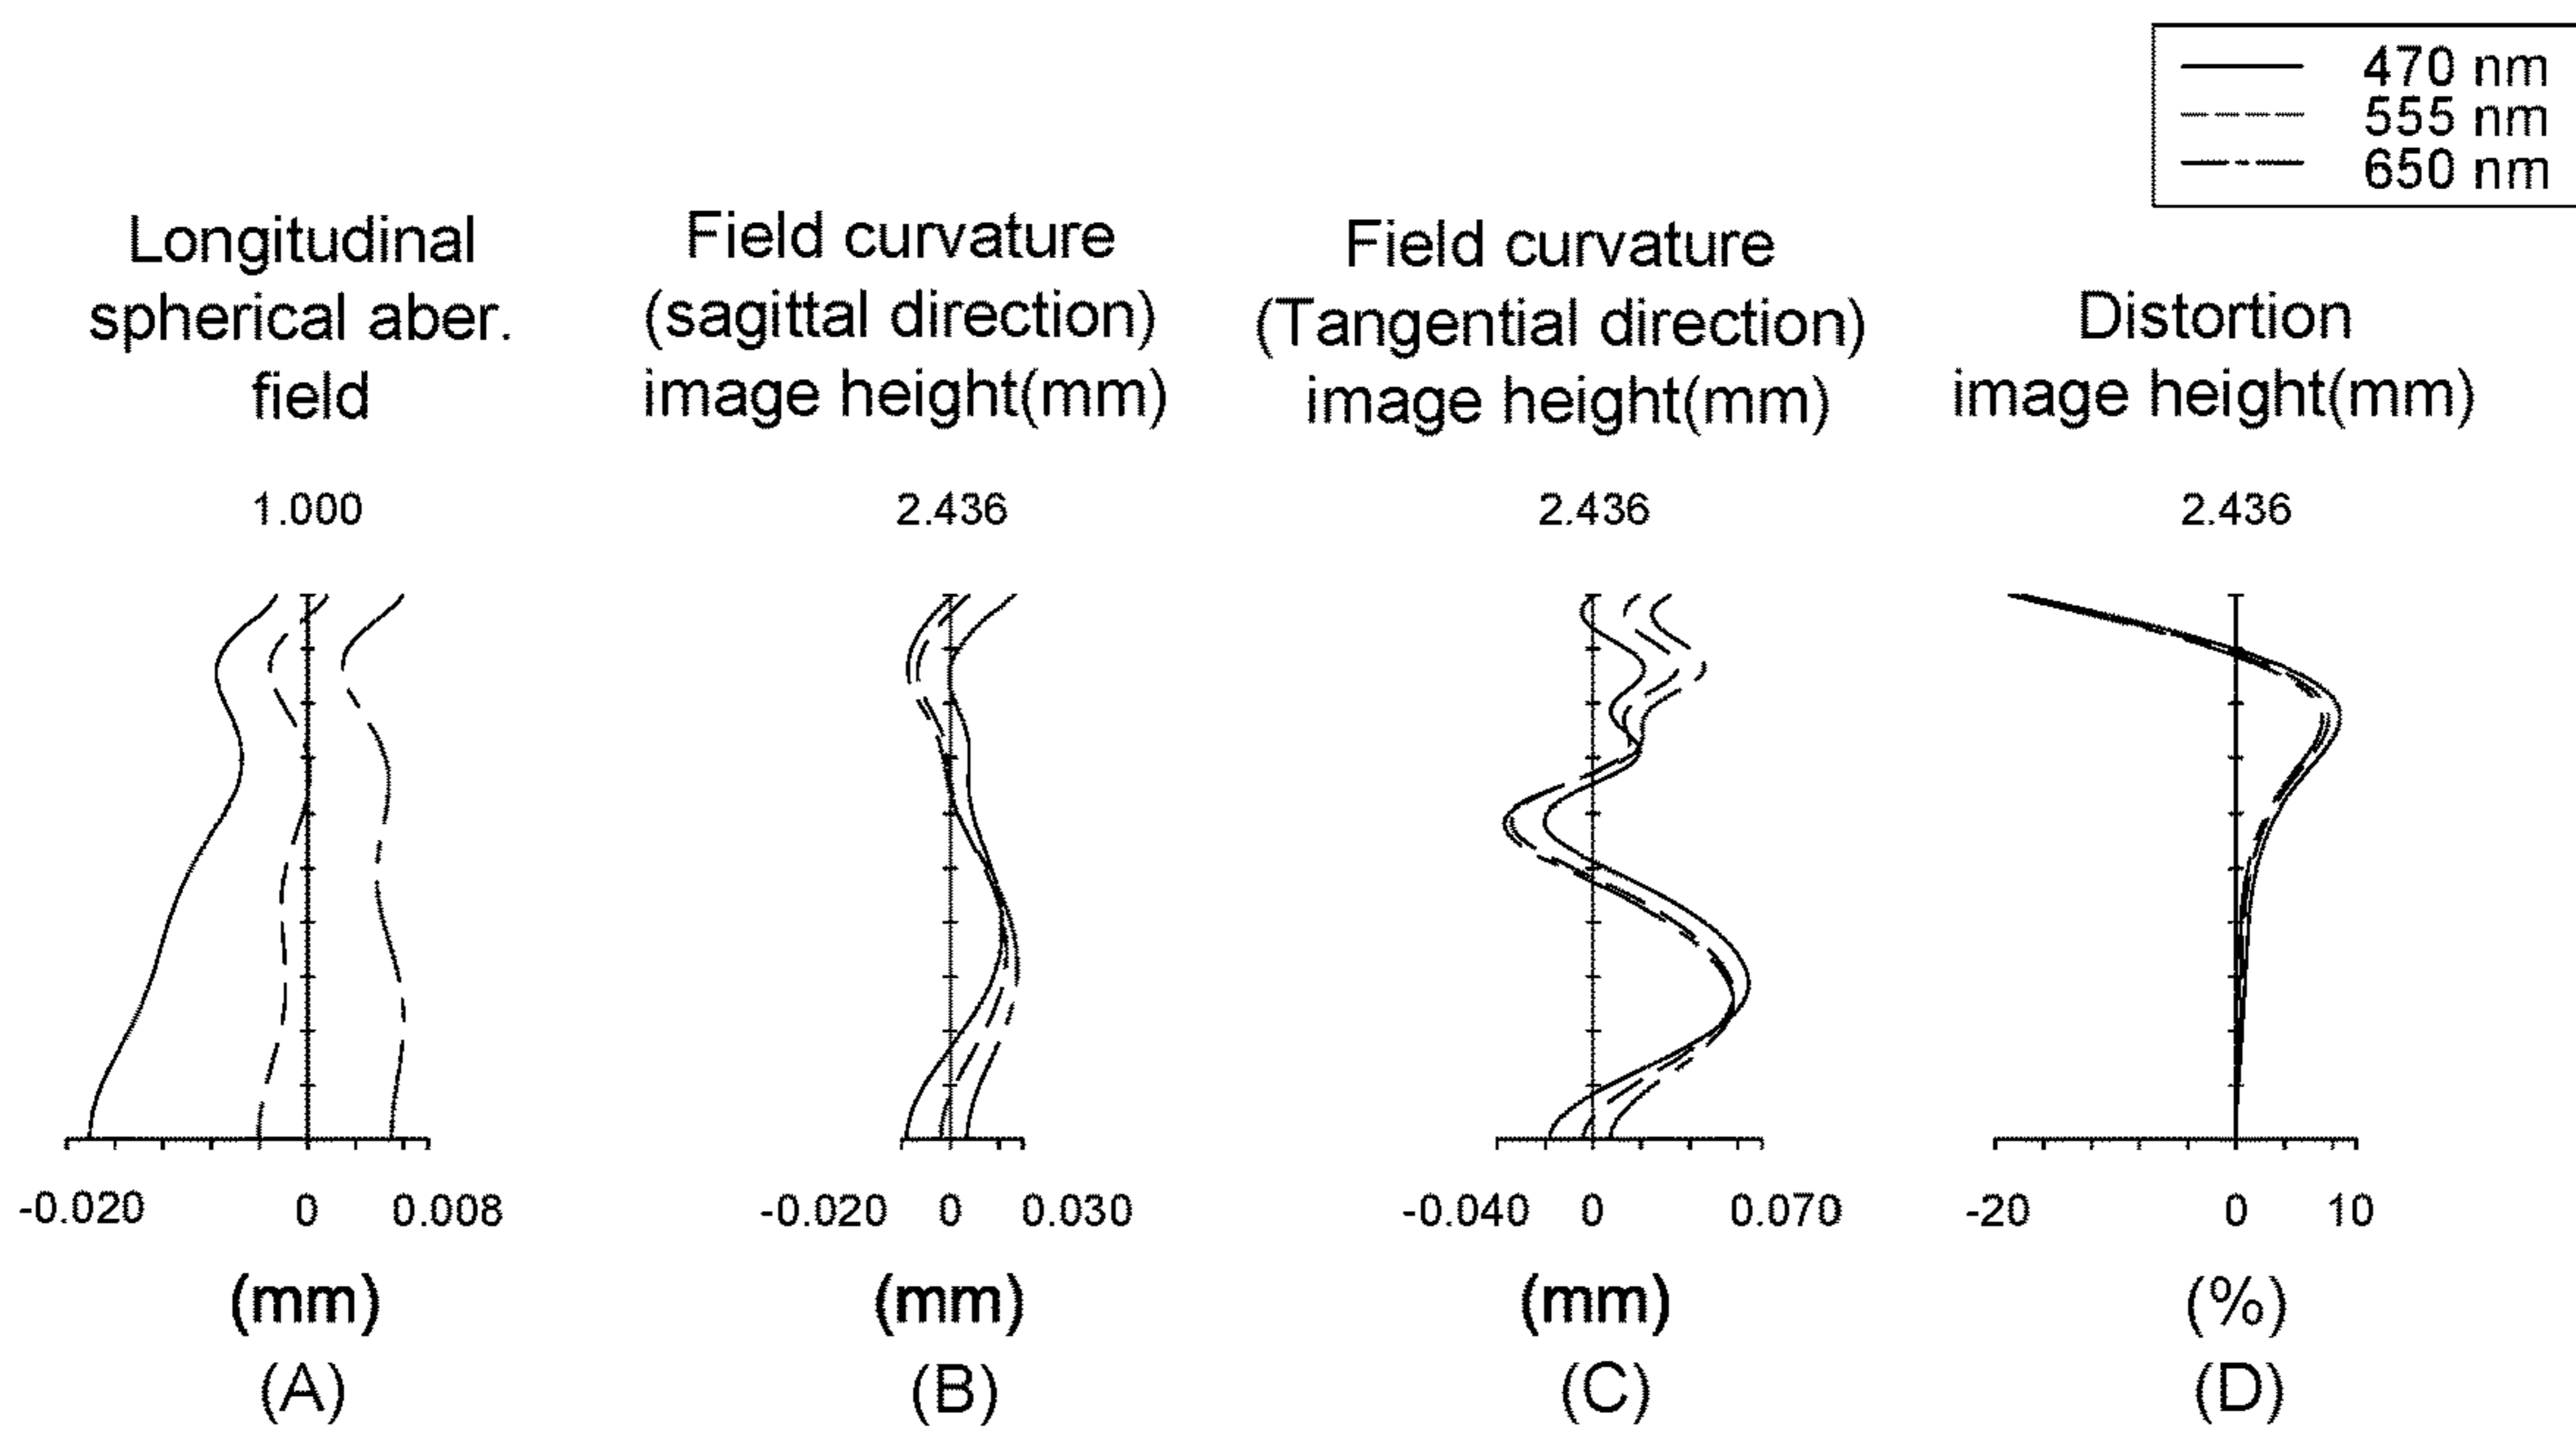 470 nm
555 nm
650 nm
Longitudinal
spherical aber.
field
1.000
-0.020 0 0.008
(mm)
(A)
Field curvature
(sagittal direction)
image height(mm)
2.436
-0.020 0 0.030
(mm)
(B)
Field curvature
(Tangential direction)
image height(mm)
2.436
-0.040 0 0.070
(mm)
(C)
Distortion
image height(mm)
2.436
-20 0 10
(%)
(D)